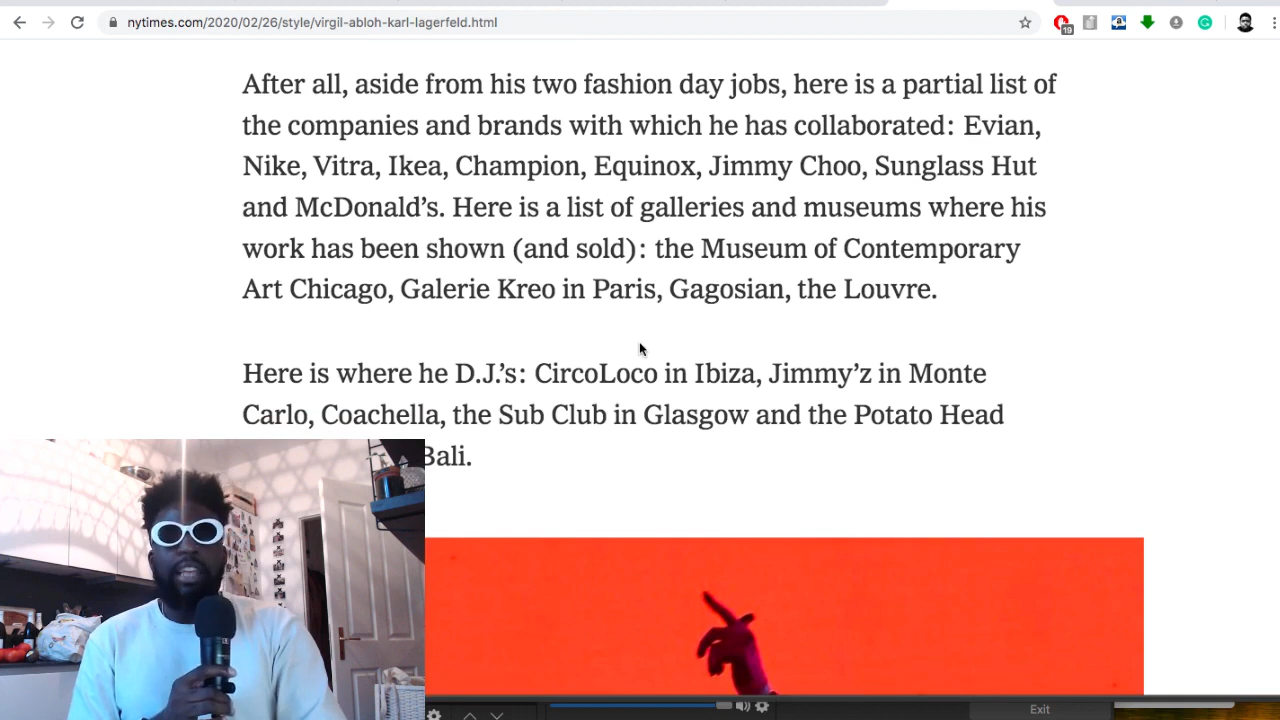 nytimes.com/2020/02/26/style/virgil-abloh-karl-lagerfeld.html
19
After all, aside from his two fashion day jobs, here is a partial list of
the companies and brands with which he has collaborated: Evian,
Nike, Vitra, Ikea, Champion, Equinox, Jimmy Choo, Sunglass Hut
and McDonald’s. Here is a list of galleries and museums where his
work has been shown (and sold): the Museum of Contemporary
Art Chicago, Galerie Kreo in Paris, Gagosian, the Louvre.
Here is where he D.J.’s: CircoLoco in Ibiza, Jimmy’z in Monte
Carlo, Coachella, the Sub Club in Glasgow and the Potato Head
Bali.
Exit